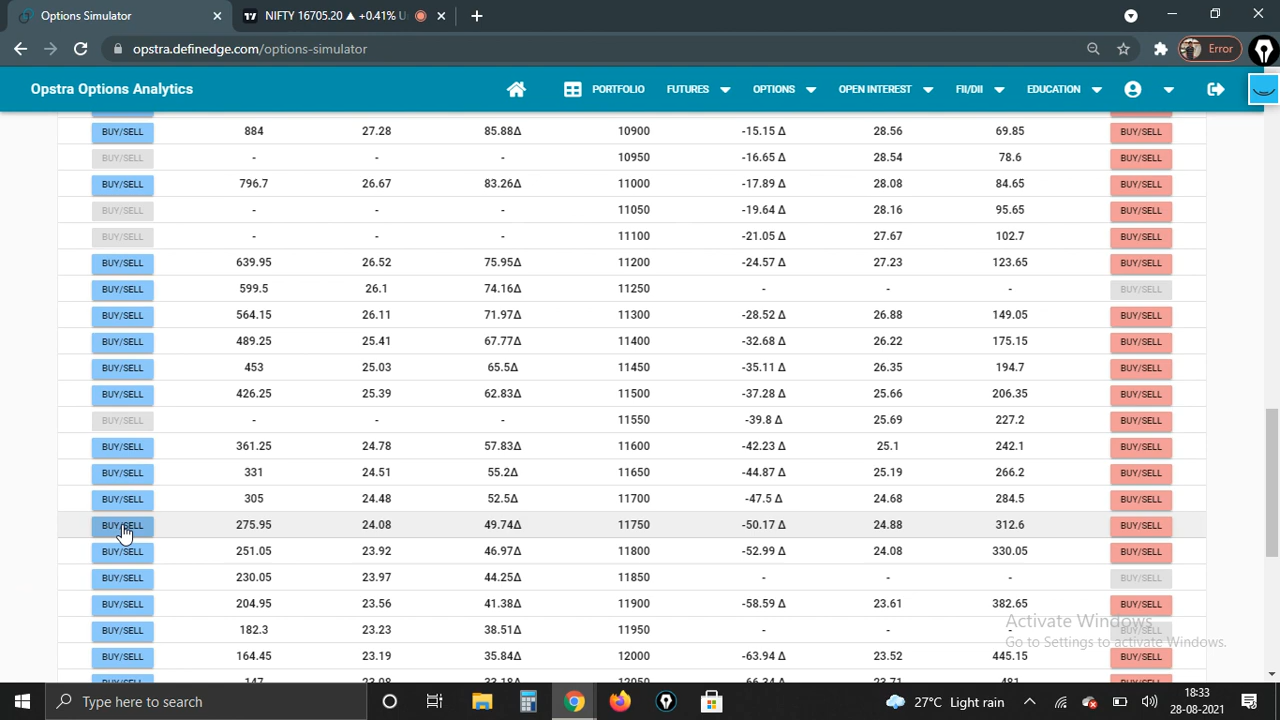 Options Simulator
NIFTY 16705.20 ▲ +0.41% U
opstra.definedge.com/options-simulator
Error
Opstra Options Analytics
PORTFOLIO FUTURES OPTIONS OPEN INTEREST FII/DII EDUCATION
BUY/SELL 884 27.28 85.88Δ 10900 -15.15 Δ 28.56 69.85 BUY/SELL
BUY/SELL - - - 10950 -16.65 Δ 28.54 78.6 BUY/SELL
BUY/SELL 796.7 26.67 83.26Δ 11000 -17.89 Δ 28.08 84.65 BUY/SELL
BUY/SELL - - - 11050 -19.64 Δ 28.16 95.65 BUY/SELL
BUY/SELL - - - 11100 -21.05 Δ 27.67 102.7 BUY/SELL
BUY/SELL 639.95 26.52 75.95Δ 11200 -24.57 Δ 27.23 123.65 BUY/SELL
BUY/SELL 599.5 26.1 74.16Δ 11250 - - - BUY/SELL
BUY/SELL 564.15 26.11 71.97Δ 11300 -28.52 Δ 26.88 149.05 BUY/SELL
BUY/SELL 489.25 25.41 67.77Δ 11400 -32.68 Δ 26.22 175.15 BUY/SELL
BUY/SELL 453 25.03 65.5Δ 11450 -35.11 Δ 26.35 194.7 BUY/SELL
BUY/SELL 426.25 25.39 62.83Δ 11500 -37.28 Δ 25.66 206.35 BUY/SELL
BUY/SELL - - - 11550 -39.8 Δ 25.69 227.2 BUY/SELL
BUY/SELL 361.25 24.78 57.83Δ 11600 -42.23 Δ 25.1 242.1 BUY/SELL
BUY/SELL 331 24.51 55.2Δ 11650 -44.87 Δ 25.19 266.2 BUY/SELL
BUY/SELL 305 24.48 52.5Δ 11700 -47.5 Δ 24.68 284.5 BUY/SELL
BUY/SELL 275.95 24.08 49.74Δ 11750 -50.17 Δ 24.88 312.6 BUY/SELL
BUY/SELL 251.05 23.92 46.97Δ 11800 -52.99 Δ 24.08 330.05 BUY/SELL
BUY/SELL 230.05 23.97 44.25Δ 11850 - - - BUY/SELL
BUY/SELL 204.95 23.56 41.38Δ 11900 -58.59 Δ 23.61 382.65 BUY/SELL
BUY/SELL 182.3 23.23 38.51Δ 11950 - - - BUY/SELL
BUY/SELL 164.45 23.19 35.84Δ 12000 -63.94 Δ 23.52 445.15 BUY/SELL
BUY/SELL 147 23.08 33.18Δ 12050 -66.34 Δ 23.71 481 BUY/SELL
Activate Windows
Go to Settings to activate Windows.
Type here to search
27°C Light rain
18:33
28-08-2021